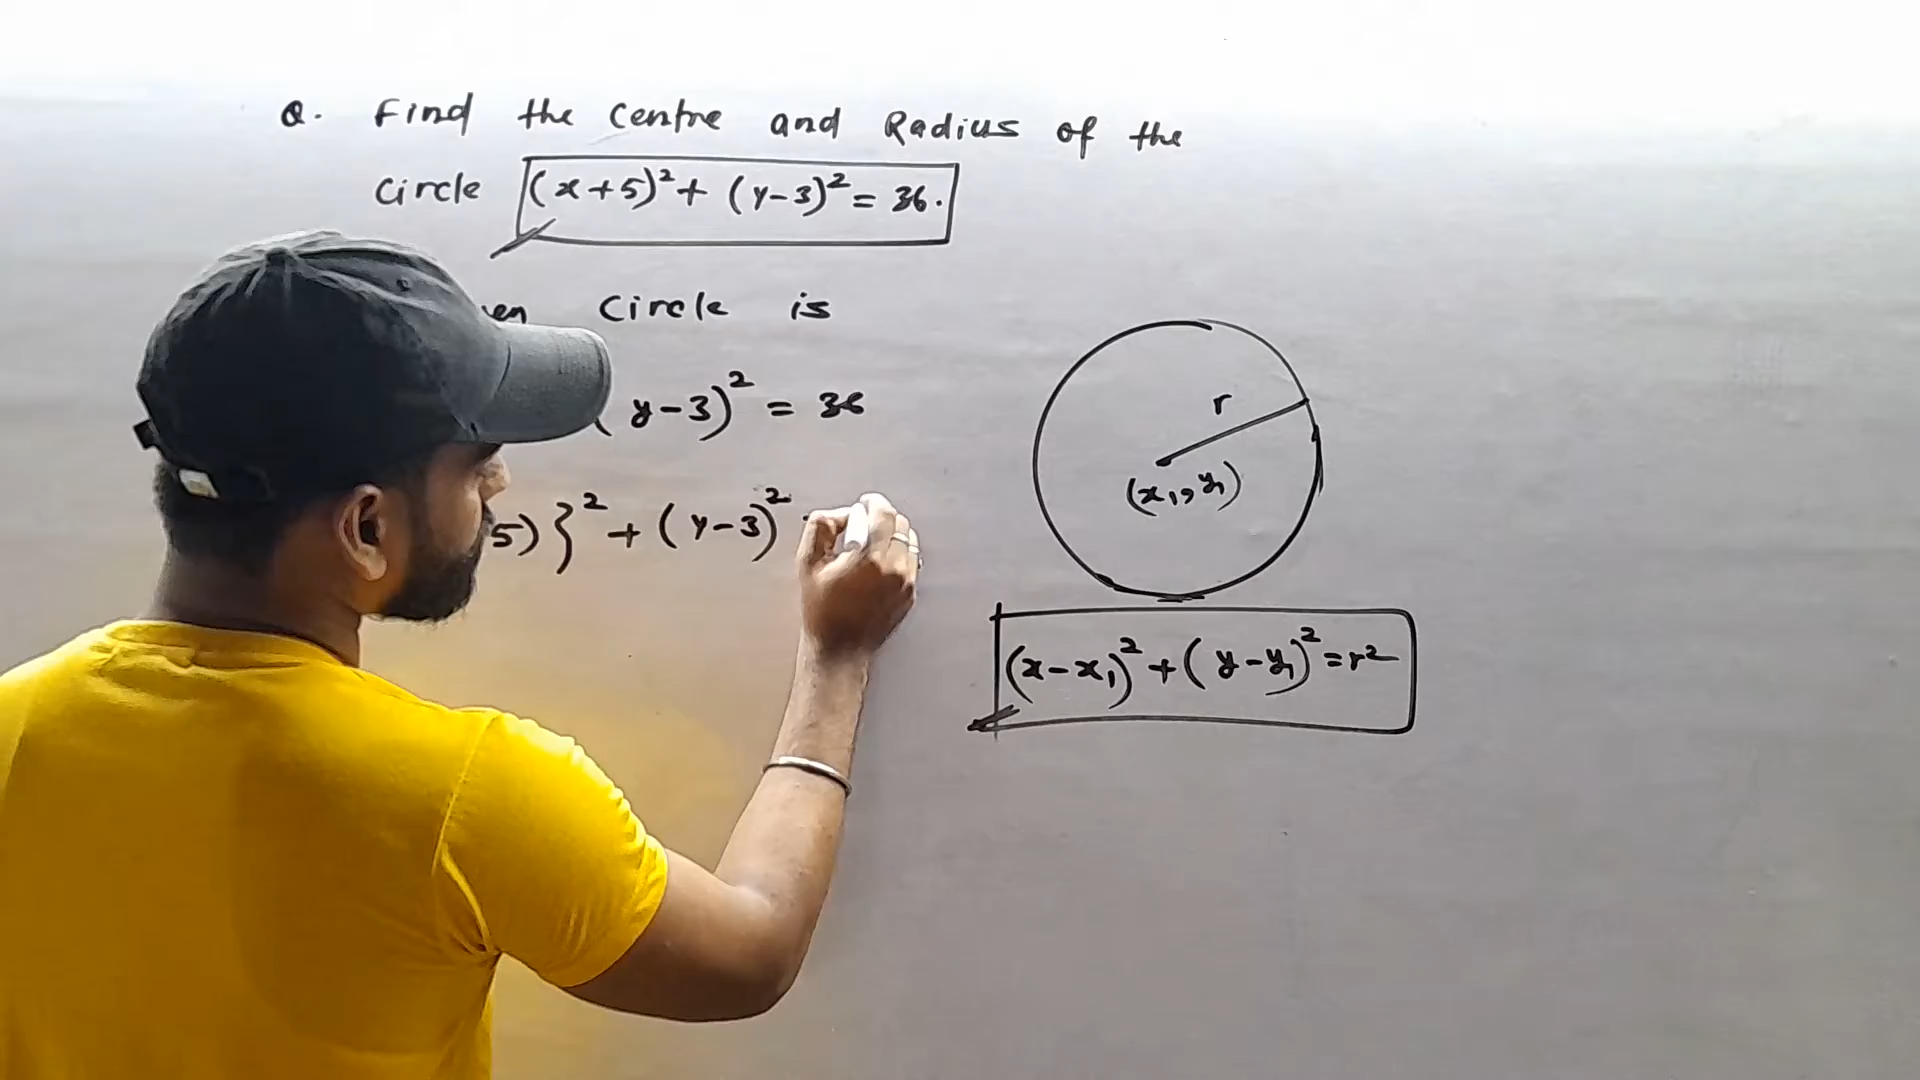 Q. Find the Centre and Radius of the
Circle (x+5)² + (y-3)² = 36.
Circle is
(y-3)² = 36
5)}² + (y-3)²
r
(x₁, y₁)
(x-x₁)² + (y-y₁)² = r²